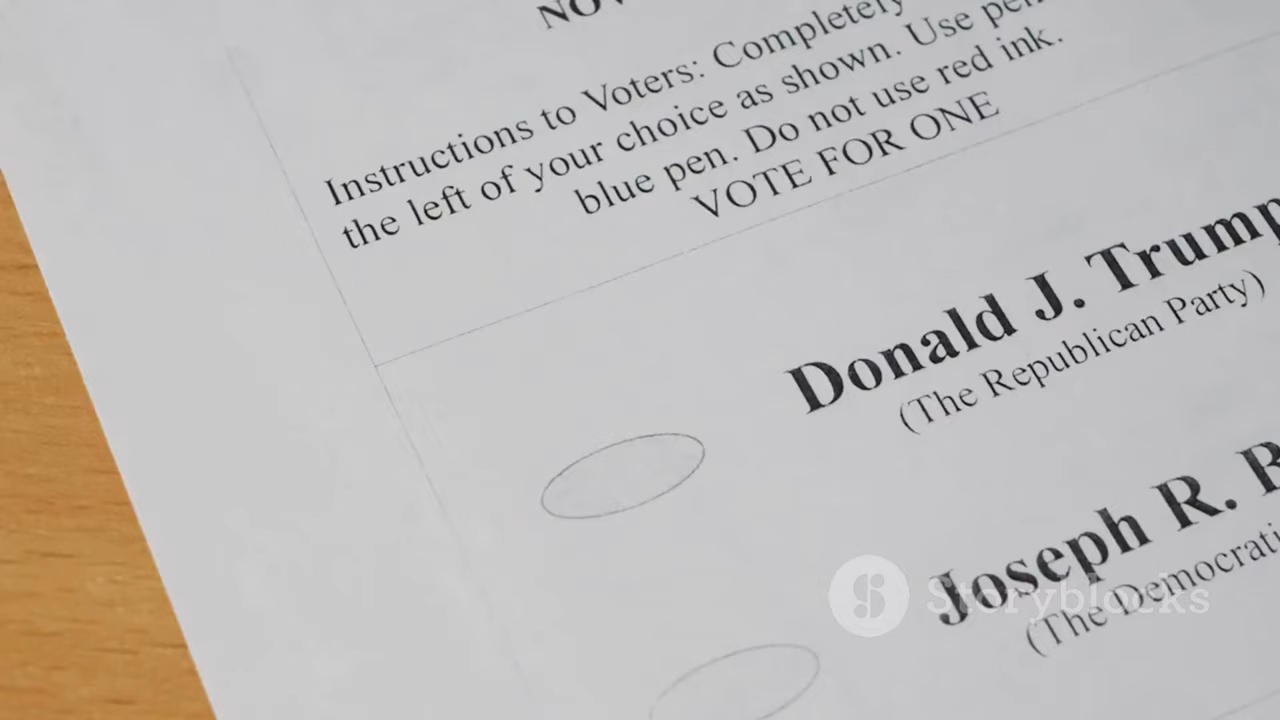 Instructions to Voters: Completely
the left of your choice as shown. Use
blue pen. Do not use red ink.
VOTE FOR ONE
Donald J. Trump
(The Republican Party)
Joseph R.
(The
Storyblocks